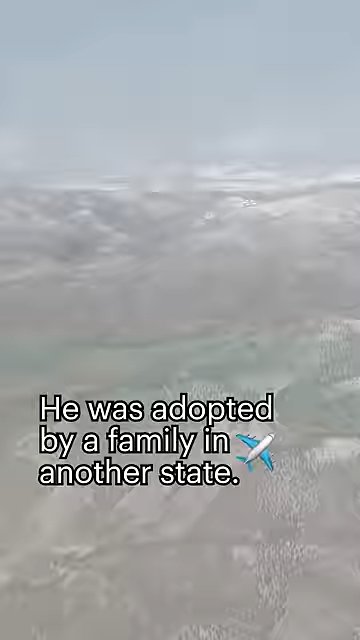 He was adopted
by a family in ✈️
another state.